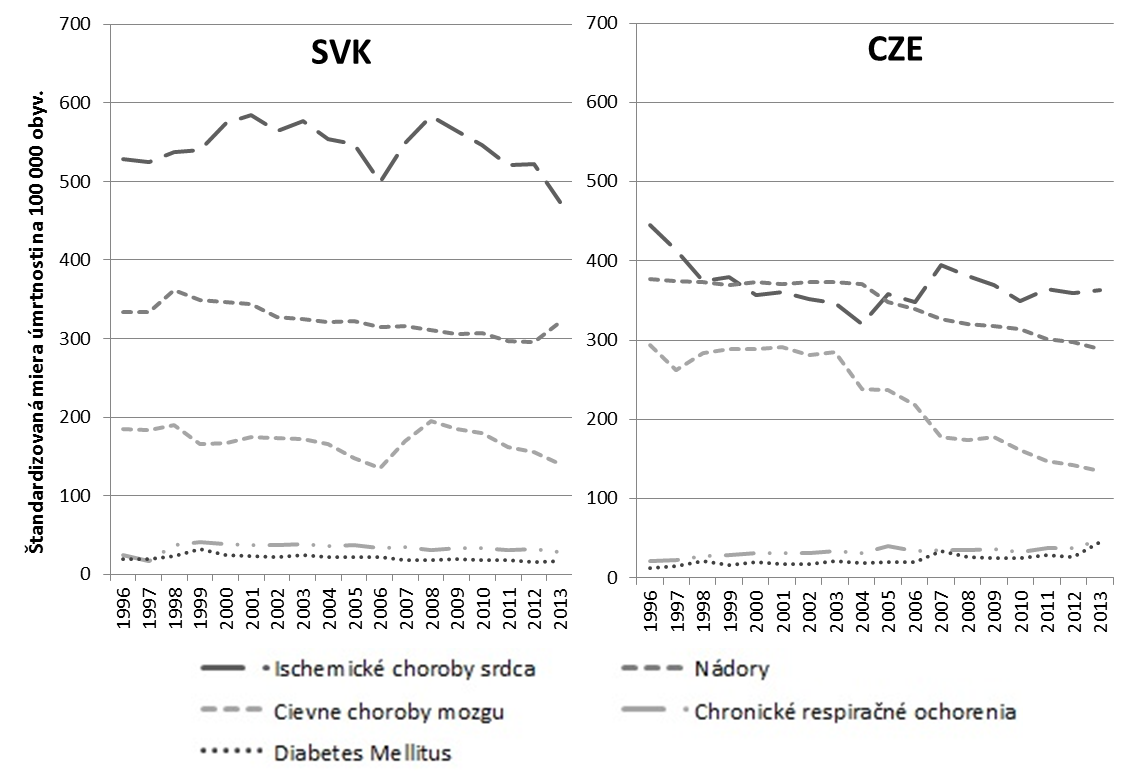 SVK
CZE
Štandardizovaná miera úmrtnosti na 100 000 obyv.
700
600
500
400
300
200
100
0
1996 1997 1998 1999 2000 2001 2002 2003 2004 2005 2006 2007 2008 2009 2010 2011 2012 2013
700
600
500
400
300
200
100
0
1996 1997 1998 1999 2000 2001 2002 2003 2004 2005 2006 2007 2008 2009 2010 2011 2012 2013
Ischemické choroby srdca
Nádory
Cievne choroby mozgu
Chronické respiračné ochorenia
Diabetes Mellitus